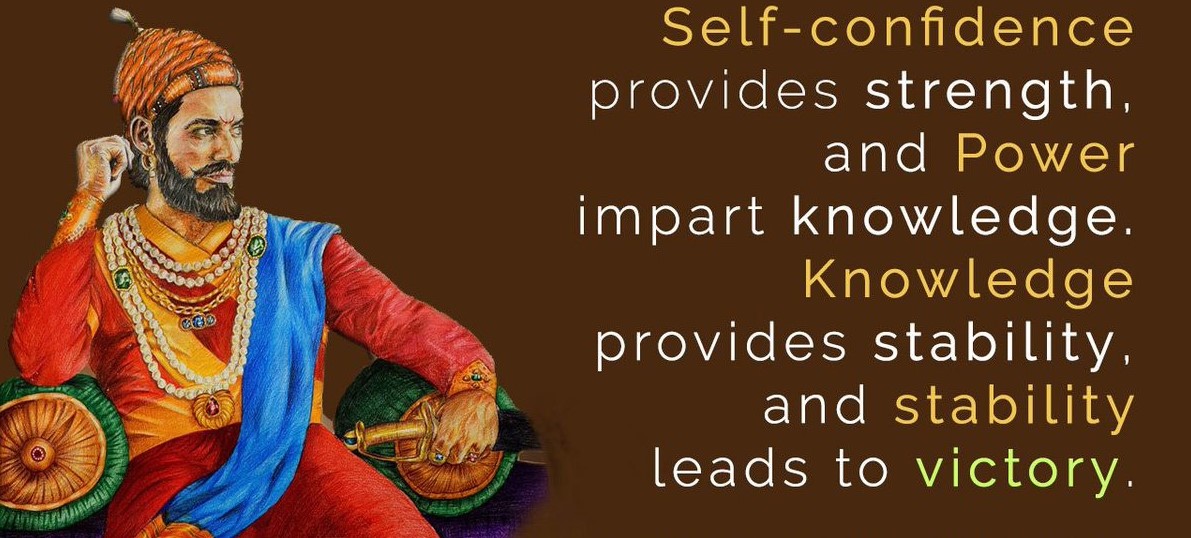 Self-confidence
provides strength,
and Power
impart knowledge.
Knowledge
provides stability,
and stability
leads to victory.